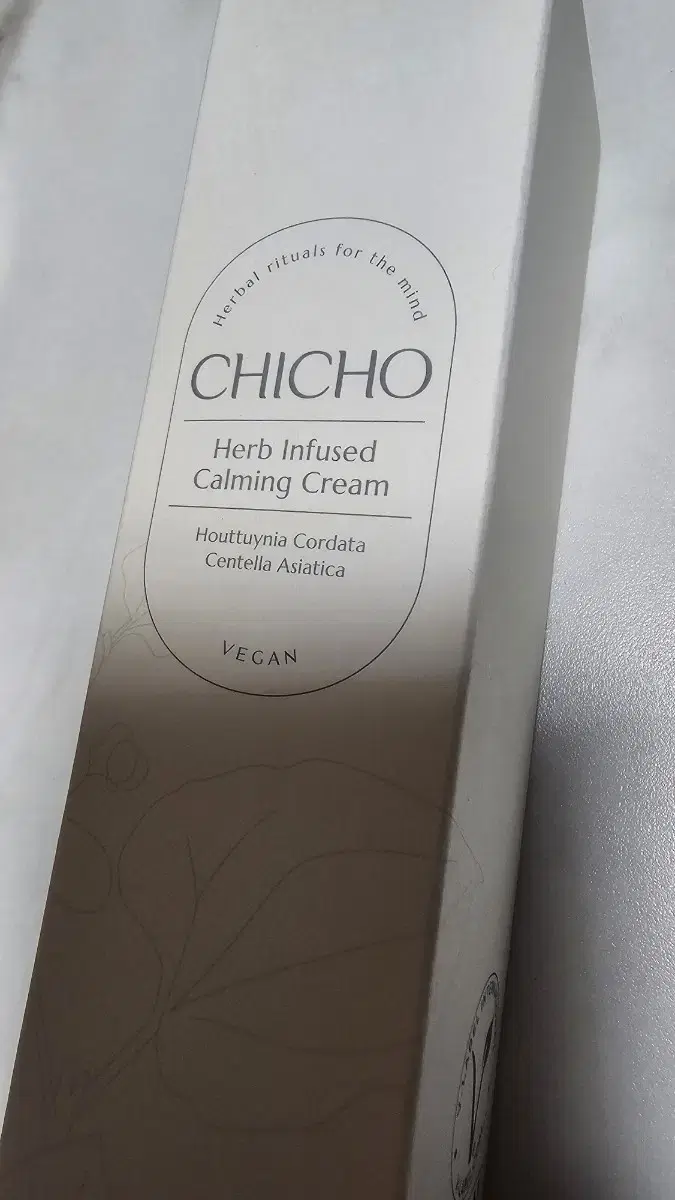 Herbal rituals for the mind
CHICHO
Herb Infused
Calming Cream
Houttuynia Cordata
Centella Asiatica
VEGAN